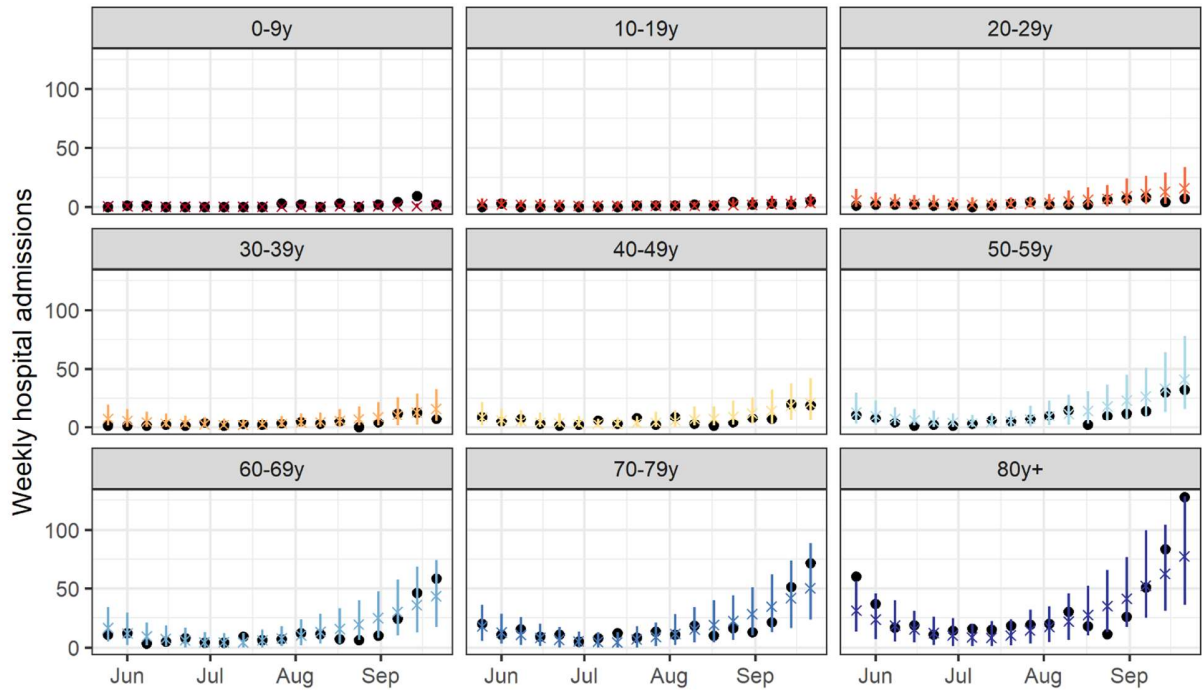 0-9y
10-19y
20-29y
100
50
0
30-39y
40-49y
50-59y
100
50
0
60-69y
70-79y
80y+
100
50
0
Jun Jul Aug Sep
Jun Jul Aug Sep
Jun Jul Aug Sep
Weekly hospital admissions